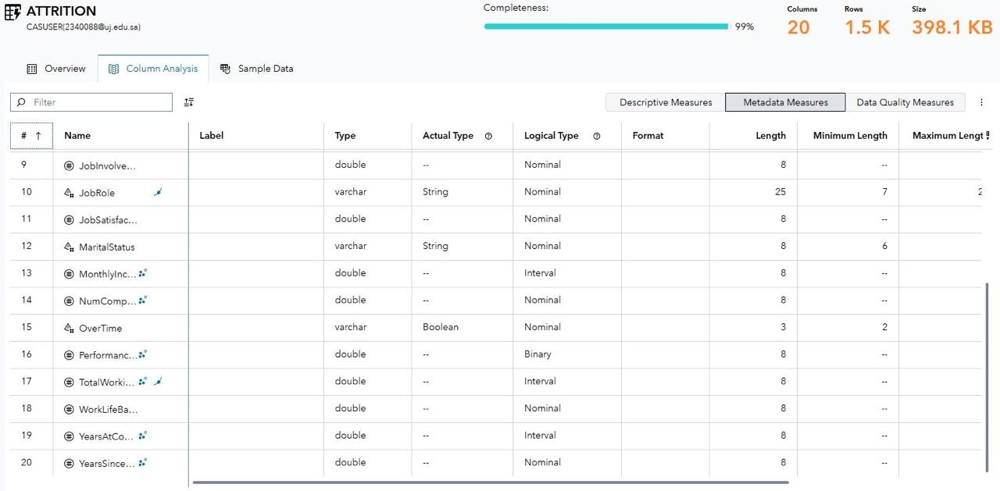 ATTRITION
CASUSER(2340088@uj.edu.sa)
Completeness:
99%
Columns Rows Size
20 1.5 K 398.1 KB
Overview Column Analysis Sample Data
Filter
Descriptive Measures Metadata Measures Data Quality Measures
# ↑ Name Label Type Actual Type Logical Type Format Length Minimum Length Maximum Lengt
9 JobInvolve... double -- Nominal 8 --
10 JobRole varchar String Nominal 25 7 2
11 JobSatisfac... double -- Nominal 8 --
12 MaritalStatus varchar String Nominal 8 6
13 MonthlyInc... double -- Interval 8 --
14 NumComp... double -- Nominal 8 --
15 OverTime varchar Boolean Nominal 3 2
16 Performanc... double -- Binary 8 --
17 TotalWorki... double -- Interval 8 --
18 WorkLifeBa... double -- Nominal 8 --
19 YearsAtCo... double -- Interval 8 --
20 YearsSince... double -- Nominal 8 --